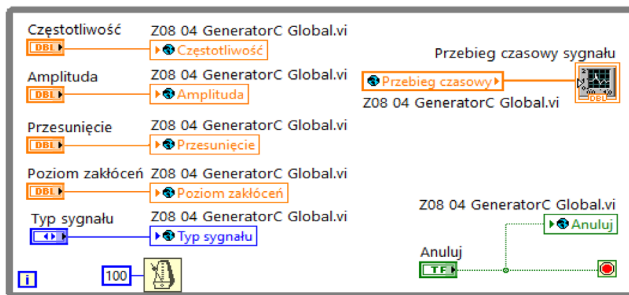 Częstotliwość Z08 04 GeneratorC Global.vi
DBL Częstotliwość
Przebieg czasowy sygnału
Amplituda Z08 04 GeneratorC Global.vi
DBL Amplituda
Przebieg czasowy
DBL
Z08 04 GeneratorC Global.vi
Przesunięcie Z08 04 GeneratorC Global.vi
DBL Przesunięcie
Poziom zakłóceń Z08 04 GeneratorC Global.vi
DBL Poziom zakłóceń
Typ sygnału Z08 04 GeneratorC Global.vi
Typ sygnału
Z08 04 GeneratorC Global.vi
Anuluj
Anuluj
TF
i
100